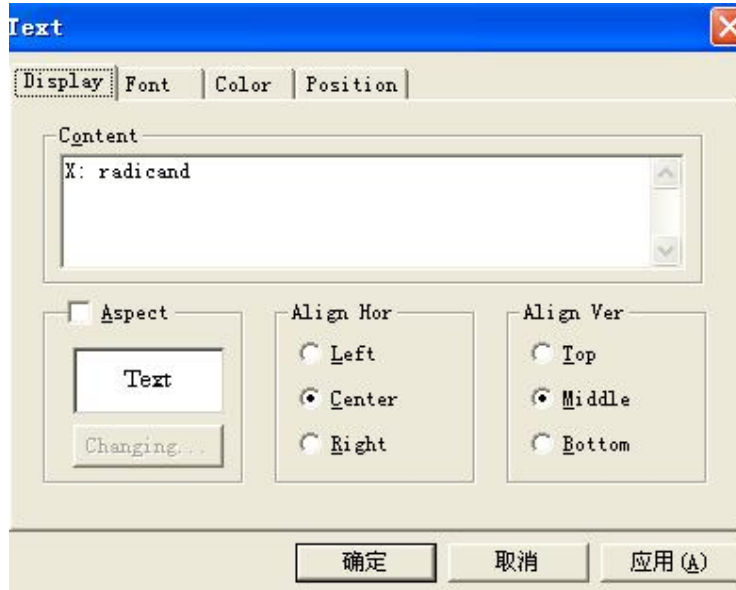 Text
Display Font Color Position
Content
X: radicand
Aspect Align Hor Align Ver
Left Top
Text
Center Middle
Changing... Right Bottom
确定 取消 应用(A)